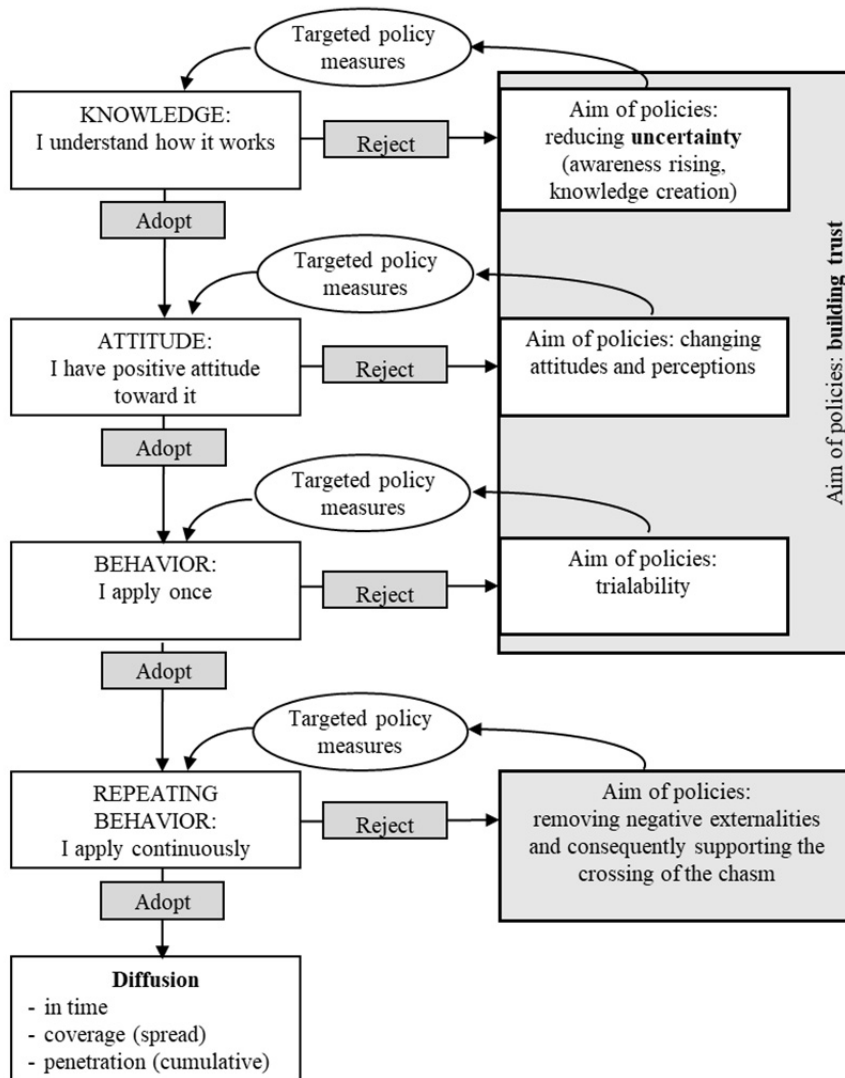 Targeted policy
measures
KNOWLEDGE:
I understand how it works
Reject
Aim of policies:
reducing uncertainty
(awareness rising,
knowledge creation)
Adopt
Targeted policy
measures
ATTITUDE:
I have positive attitude
toward it
Reject
Aim of policies: changing
attitudes and perceptions
Aim of policies: building trust
Adopt
Targeted policy
measures
BEHAVIOR:
I apply once
Reject
Aim of policies:
trialability
Adopt
Targeted policy
measures
REPEATING
BEHAVIOR:
I apply continuously
Reject
Aim of policies:
removing negative externalities
and consequently supporting the
crossing of the chasm
Adopt
Diffusion
- in time
- coverage (spread)
- penetration (cumulative)